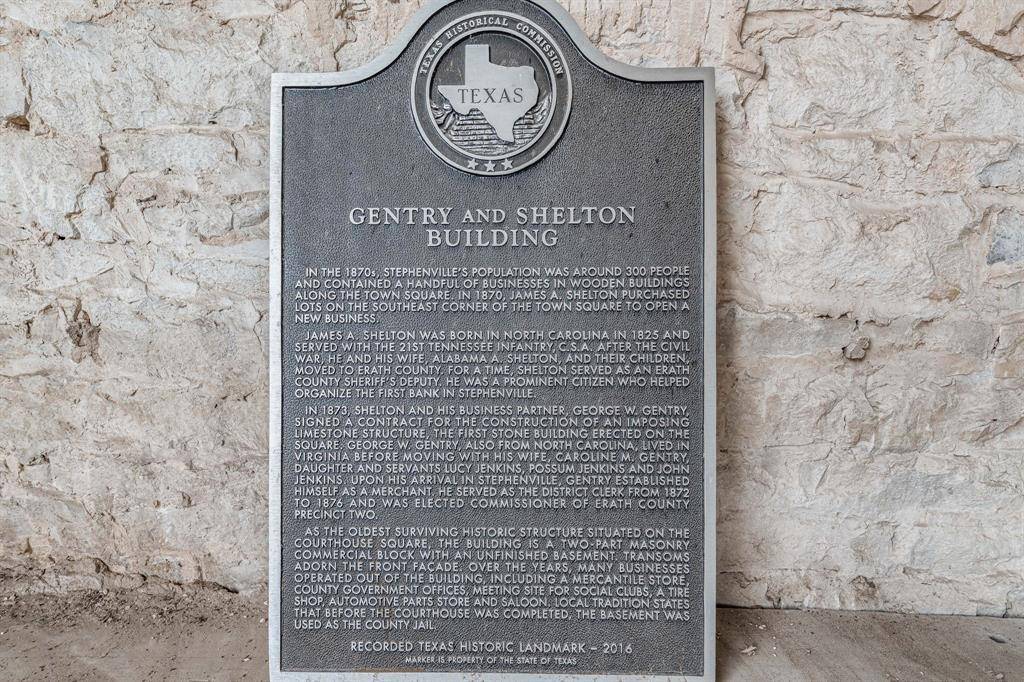 TEXAS HISTORICAL COMMISSION
TEXAS
GENTRY AND SHELTON
BUILDING
IN THE 1870s, STEPHENVILLE'S POPULATION WAS AROUND 300 PEOPLE
AND CONTAINED A HANDFUL OF BUSINESSES IN WOODEN BUILDINGS
ALONG THE TOWN SQUARE. IN 1870, JAMES A. SHELTON PURCHASED
LOTS ON THE SOUTHEAST CORNER OF THE TOWN SQUARE TO OPEN A
NEW BUSINESS.
JAMES A. SHELTON WAS BORN IN NORTH CAROLINA IN 1825 AND
SERVED WITH THE 21ST TENNESSEE INFANTRY, C.S.A. AFTER THE CIVIL
WAR, HE AND HIS WIFE, ALABAMA A. SHELTON, AND THEIR CHILDREN,
MOVED TO ERATH COUNTY. FOR A TIME, SHELTON SERVED AS AN ERATH
COUNTY SHERIFF'S DEPUTY. HE WAS A PROMINENT CITIZEN WHO HELPED
ORGANIZE THE FIRST BANK IN STEPHENVILLE.
IN 1873, SHELTON AND HIS BUSINESS PARTNER, GEORGE W. GENTRY,
SIGNED A CONTRACT FOR THE CONSTRUCTION OF AN IMPOSING
LIMESTONE STRUCTURE, THE FIRST STONE BUILDING ERECTED ON THE
SQUARE. GEORGE W. GENTRY, ALSO FROM NORTH CAROLINA, LIVED IN
VIRGINIA BEFORE MOVING WITH HIS WIFE, CAROLINE M. GENTRY,
DAUGHTER AND SERVANTS LUCY JENKINS, POSSUM JENKINS AND JOHN
JENKINS. UPON HIS ARRIVAL IN STEPHENVILLE, GENTRY ESTABLISHED
HIMSELF AS A MERCHANT. HE SERVED AS THE DISTRICT CLERK FROM 1872
TO 1876 AND WAS ELECTED COMMISSIONER OF ERATH COUNTY
PRECINCT TWO.
AS THE OLDEST SURVIVING HISTORIC STRUCTURE SITUATED ON THE
COURTHOUSE SQUARE, THE BUILDING IS A TWO-PART MASONRY
COMMERCIAL BLOCK WITH AN UNFINISHED BASEMENT. TRANSOMS
ADORN THE FRONT FAÇADE. OVER THE YEARS, MANY BUSINESSES
OPERATED OUT OF THE BUILDING, INCLUDING A MERCANTILE STORE,
COUNTY GOVERNMENT OFFICES, MEETING SITE FOR SOCIAL CLUBS, A TIRE
SHOP, AUTOMOTIVE PARTS STORE AND SALOON. LOCAL TRADITION STATES
THAT BEFORE THE COURTHOUSE WAS COMPLETED, THE BASEMENT WAS
USED AS THE COUNTY JAIL.
RECORDED TEXAS HISTORIC LANDMARK – 2016
MARKER IS PROPERTY OF THE STATE OF TEXAS